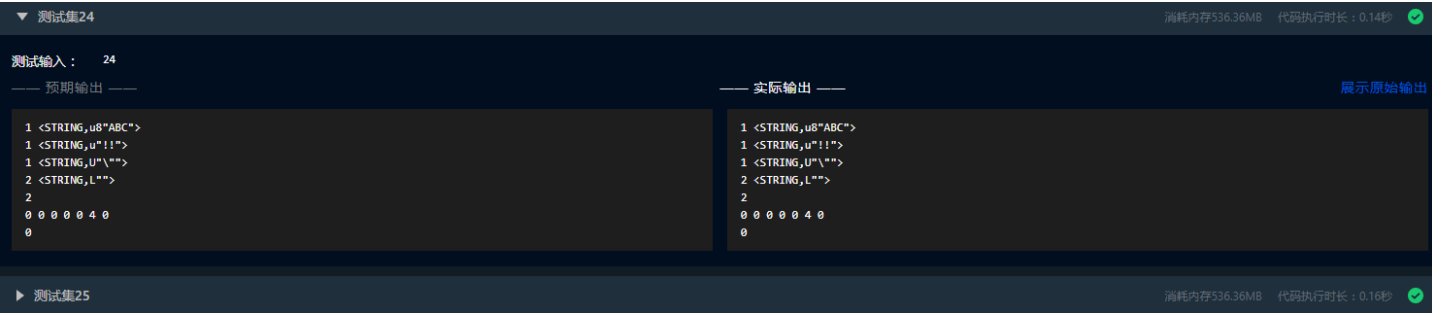 ▼ 测试集24 消耗内存536.36MB 代码执行时长：0.14秒
测试输入： 24
—— 预期输出 —— —— 实际输出 —— 展示原始输出
1 <STRING,u8"ABC">
1 <STRING,u"!!">
1 <STRING,U"\"">
2 <STRING,L"">
2
0 0 0 0 0 4 0
0
1 <STRING,u8"ABC">
1 <STRING,u"!!">
1 <STRING,U"\"">
2 <STRING,L"">
2
0 0 0 0 0 4 0
0
▶ 测试集25 消耗内存536.36MB 代码执行时长：0.16秒